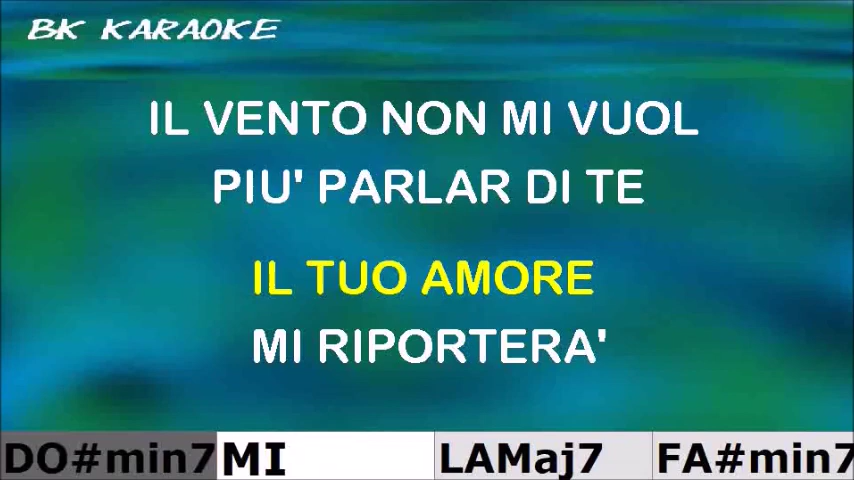 BK KARAOKE
IL VENTO NON MI VUOL
PIU' PARLAR DI TE
IL TUO AMORE
MI RIPORTERA'
DO#min7 MI LAMaj7 FA#min7